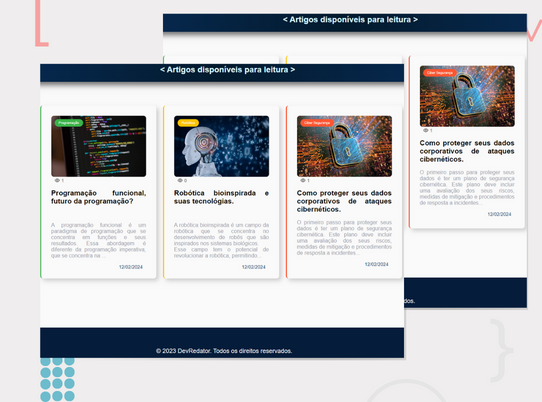 < Artigos disponíveis para leitura >
Ciber Segurança
1
Como proteger seus dados
corporativos de ataques
cibernéticos.
O primeiro passo para proteger seus
dados é ter um plano de segurança
cibernética. Este plano deve incluir
uma avaliação dos seus riscos,
medidas de mitigação e procedimentos
de resposta a incidentes...
12/02/2024
dos.
< Artigos disponíveis para leitura >
Programação
Programação funcional,
futuro da programação?
A programação funcional é um
paradigma de programação que se
concentra em funções e seus
resultados. Essa abordagem é
diferente da programação imperativa,
que se concentra na ...
12/02/2024
Robótica bioinspirada e
suas tecnologias.
A robótica bioinspirada é um campo da
robótica que se concentra no
desenvolvimento de robôs que são
inspirados nos sistemas biológicos.
Esse campo tem o potencial de
revolucionar a robótica, permitindo...
12/02/2024
Ciber Segurança
1
Como proteger seus dados
corporativos de ataques
cibernéticos.
O primeiro passo para proteger seus
dados é ter um plano de segurança
cibernética. Este plano deve incluir
uma avaliação dos seus riscos,
medidas de mitigação e procedimentos
de resposta a incidentes...
12/02/2024
© 2023 DevRedator. Todos os direitos reservados.